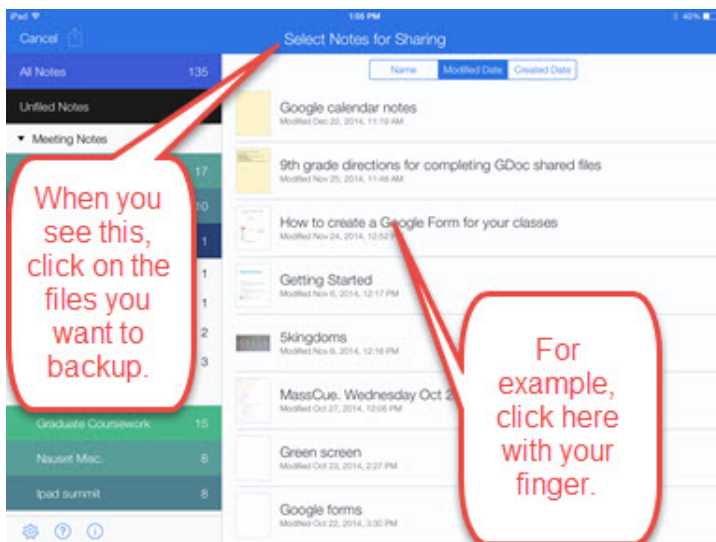 iPad 1:05 PM 40%
Cancel Select Notes for Sharing
All Notes 135
Name Modified Date Created Date
Unfiled Notes
Meeting Notes
17
10
1
1
1
2
3
Graduate Coursework 15
Nauset Misc. 8
Ipad summit 8
Google calendar notes
Modified Dec 22, 2014, 11:19 AM
9th grade directions for completing GDoc shared files
Modified Nov 25, 2014, 11:48 AM
How to create a Google Form for your classes
Modified Nov 24, 2014, 12:52
Getting Started
Modified Nov 6, 2014, 12:17 PM
5kingdoms
Modified Nov 6, 2014, 12:16 PM
MassCue. Wednesday Oct 2
Modified Oct 27, 2014, 12:05 PM
Green screen
Modified Oct 23, 2014, 2:27 PM
Google forms
Modified Oct 22, 2014, 3:30 PM
When you
see this,
click on the
files you
want to
backup.
For
example,
click here
with your
finger.